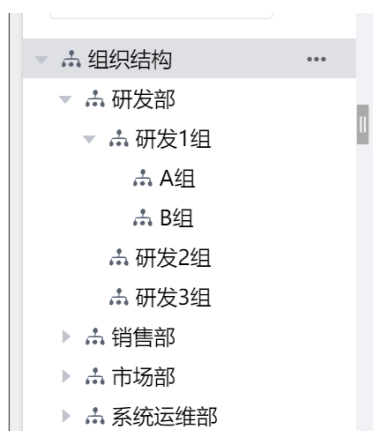 组织结构
研发部
研发1组
A组
B组
研发2组
研发3组
销售部
市场部
系统运维部